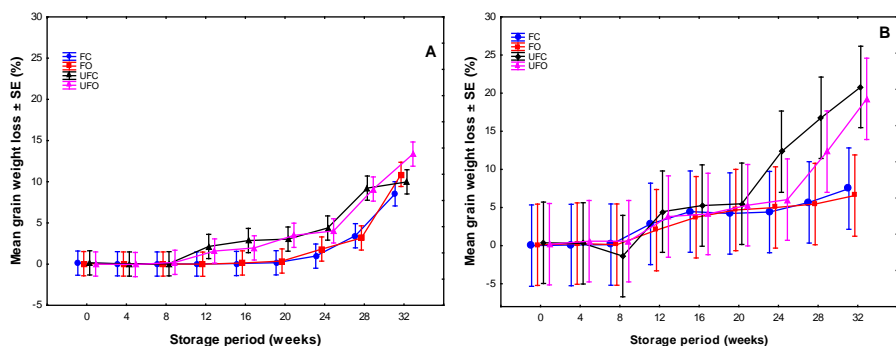 A
FC
FO
UFC
UFO
Mean grain weight loss ± SE (%)
30
25
20
15
10
5
0
-5
0 4 8 12 16 20 24 28 32
Storage period (weeks)
B
FC
FO
UFC
UFO
Mean grain weight loss ± SE (%)
30
25
20
15
10
5
0
-5
0 4 8 12 16 20 24 28 32
Storage period (weeks)